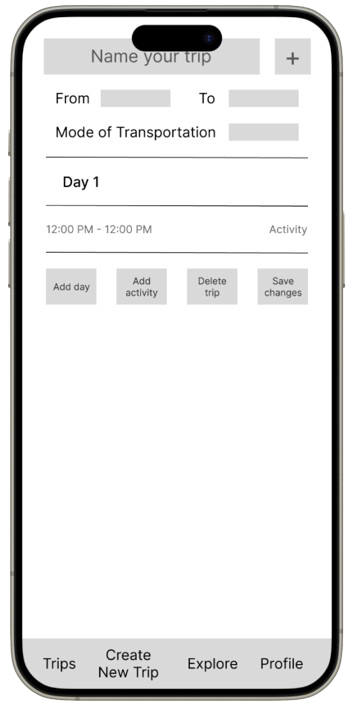 Name your trip
+
From To
Mode of Transportation
Day 1
12:00 PM - 12:00 PM Activity
Add day Add activity Delete trip Save changes
Trips Create New Trip Explore Profile